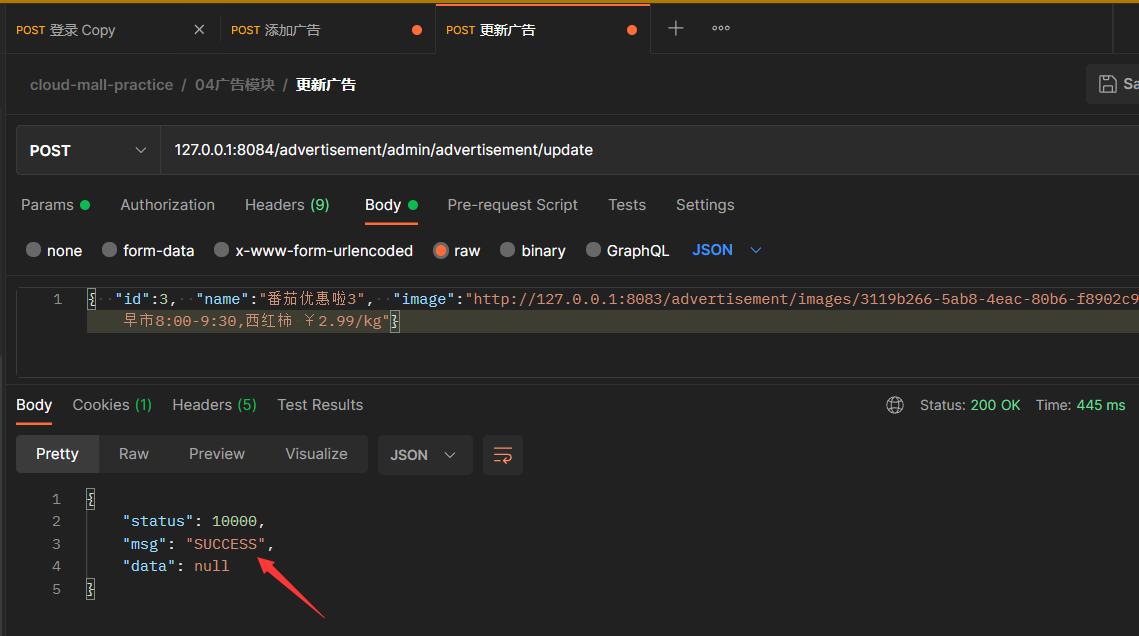 POST 登录 Copy POST 添加广告 POST 更新广告
cloud-mall-practice / 04广告模块 / 更新广告 Sa
POST 127.0.0.1:8084/advertisement/admin/advertisement/update
Params Authorization Headers (9) Body Pre-request Script Tests Settings
none form-data x-www-form-urlencoded raw binary GraphQL JSON
1 { "id":3, "name":"番茄优惠啦3", "image":"http://127.0.0.1:8083/advertisement/images/3119b266-5ab8-4eac-80b6-f8902c9
早市8:00-9:30,西红柿 ¥2.99/kg"}
Body Cookies (1) Headers (5) Test Results Status: 200 OK Time: 445 ms
Pretty Raw Preview Visualize JSON
1 {
2 "status": 10000,
3 "msg": "SUCCESS",
4 "data": null
5 }